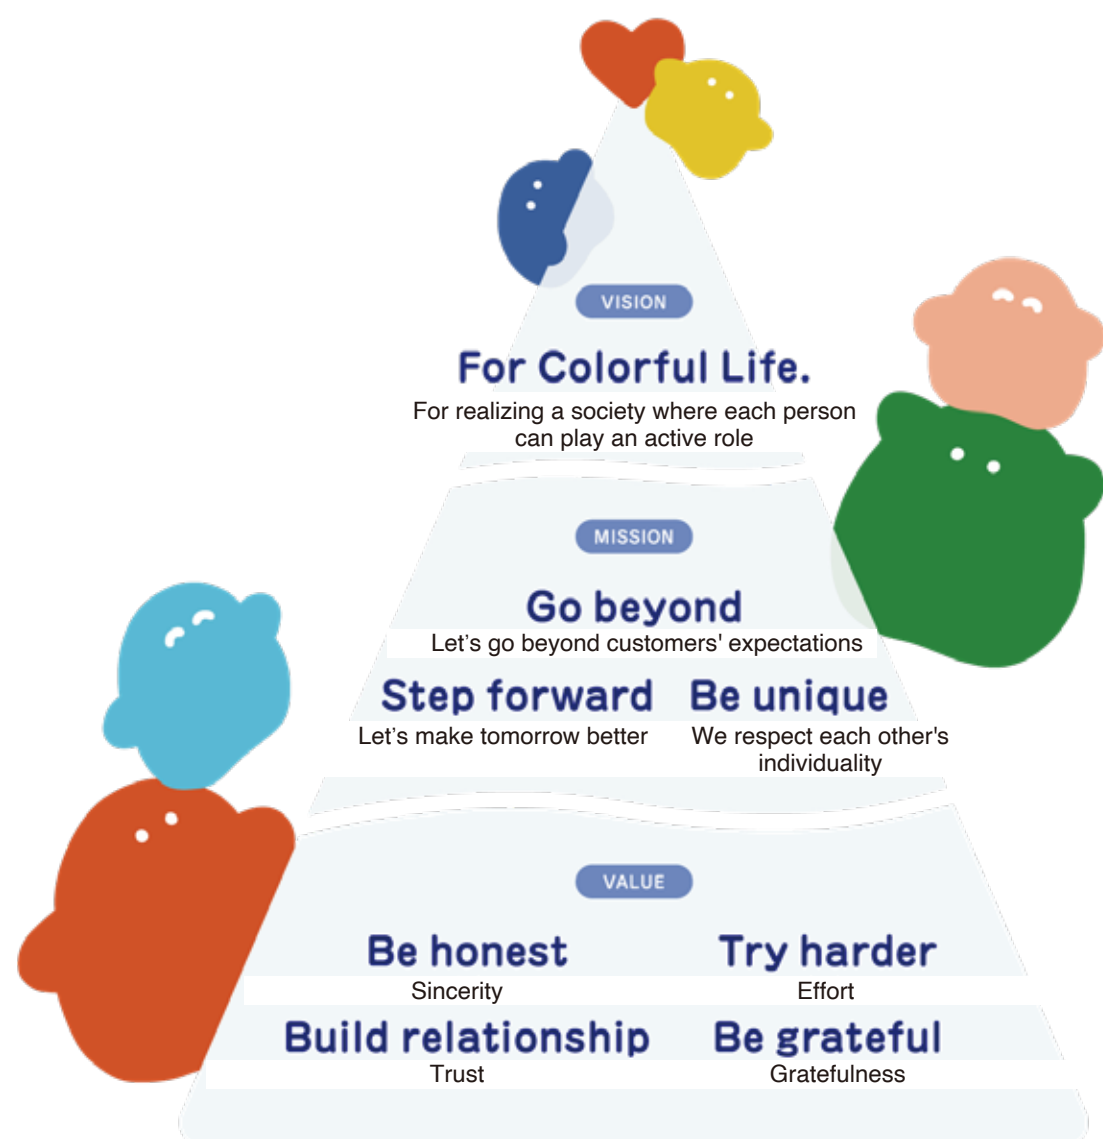 VISION
For Colorful Life.
For realizing a society where each person
can play an active role
MISSION
Go beyond
Let's go beyond customers' expectations
Step forward
Let's make tomorrow better
Be unique
We respect each other's
individuality
VALUE
Be honest
Sincerity
Try harder
Effort
Build relationship
Trust
Be grateful
Gratefulness